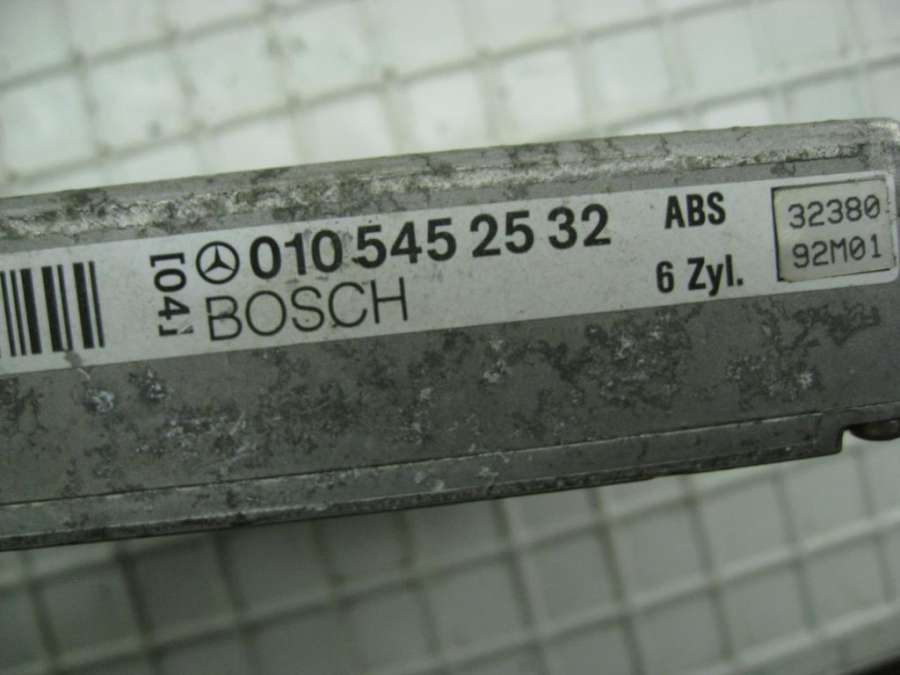 [04]
010 545 25 32
BOSCH
ABS
6 Zyl.
32380
92M01